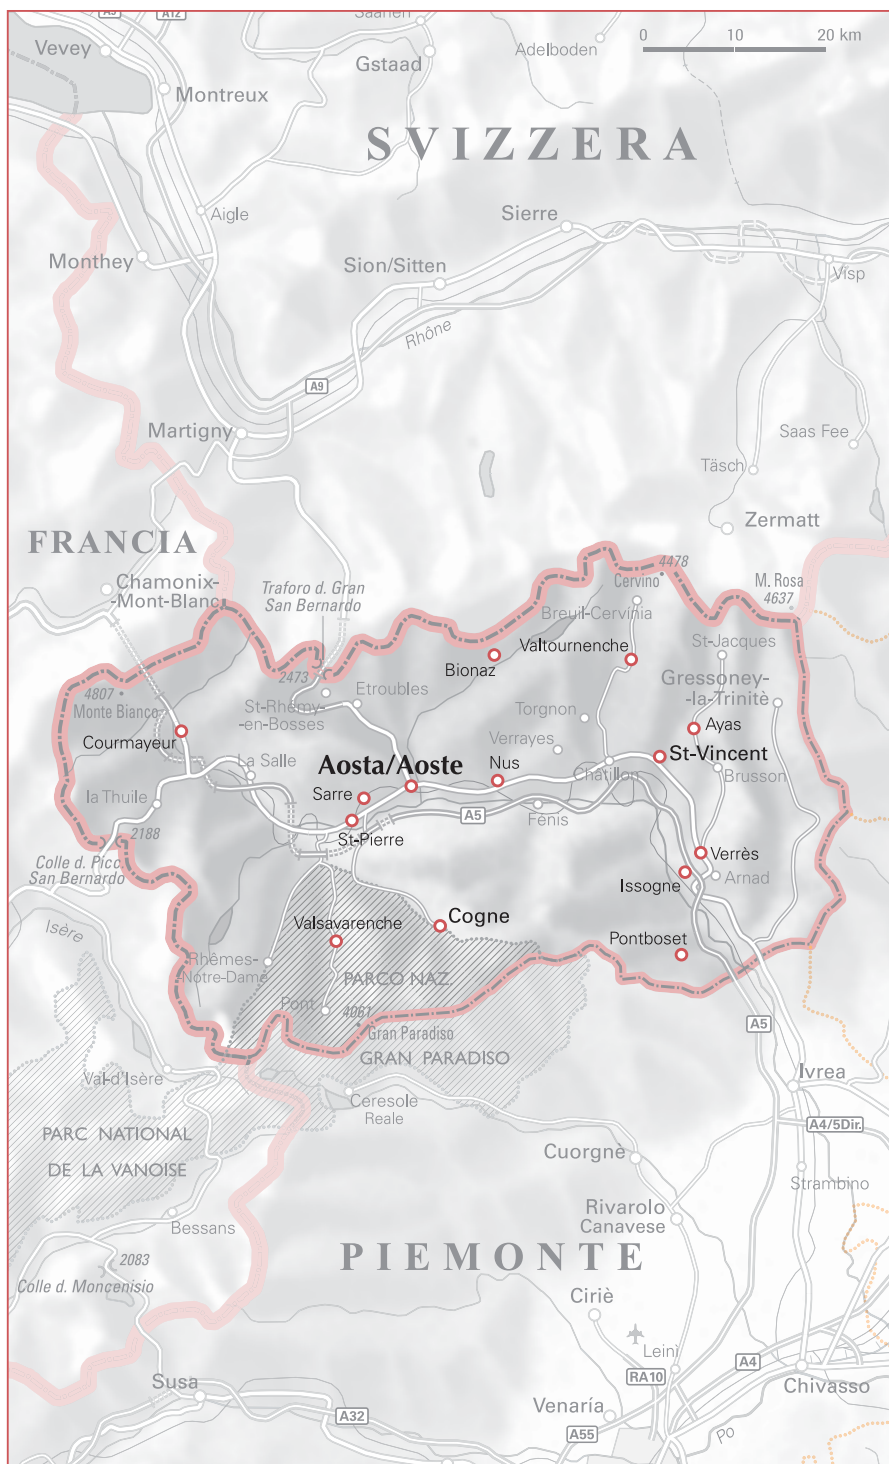 A9
A12
Saanen
Vevey
Gstaad
Adelboden
0
10
20 km
Montreux
SVIZZERA
Aigle
Sierre
Monthey
Sion/Sitten
Visp
Rhône
A9
Martigny
Saas Fee
Täsch
Zermatt
FRANCIA
Chamonix-
-Mont-Blanc
Traforo d. Gran
San Bernardo
4478
Cervino
M. Rosa
4637
Breuil-Cervinia
Valtournenche
St-Jacques
Bionaz
2473
Gressoney-
-la-Trinitè
4807
Monte Bianco
Etroubles
St-Rhémy-
-en-Bosses
Torgnon
Ayas
Courmayeur
Verrayes
St-Vincent
La Salle
Aosta/Aoste
Nus
Châtillon
Brusson
la Thuile
Sarre
A5
Fènis
2188
St-Pierre
Verrès
Colle d. Picc.
San Bernardo
Issogne
Arnad
Isère
Valsavarenche
Cogne
Pontboset
Rhêmes-
-Notre-Dame
PARCO NAZ.
Pont
4061
Gran Paradiso
GRAN PARADISO
A5
Val-d'Isère
Ivrea
Ceresole
Reale
PARC NATIONAL
DE LA VANOISE
A4/5Dir.
Cuorgnè
Strambino
Rivarolo
Canavese
Bessans
2083
Colle d. Moncenisio
PIEMONTE
Ciriè
Leinì
A4
RA10
Chivasso
Susa
Venaría
A32
A55
Po